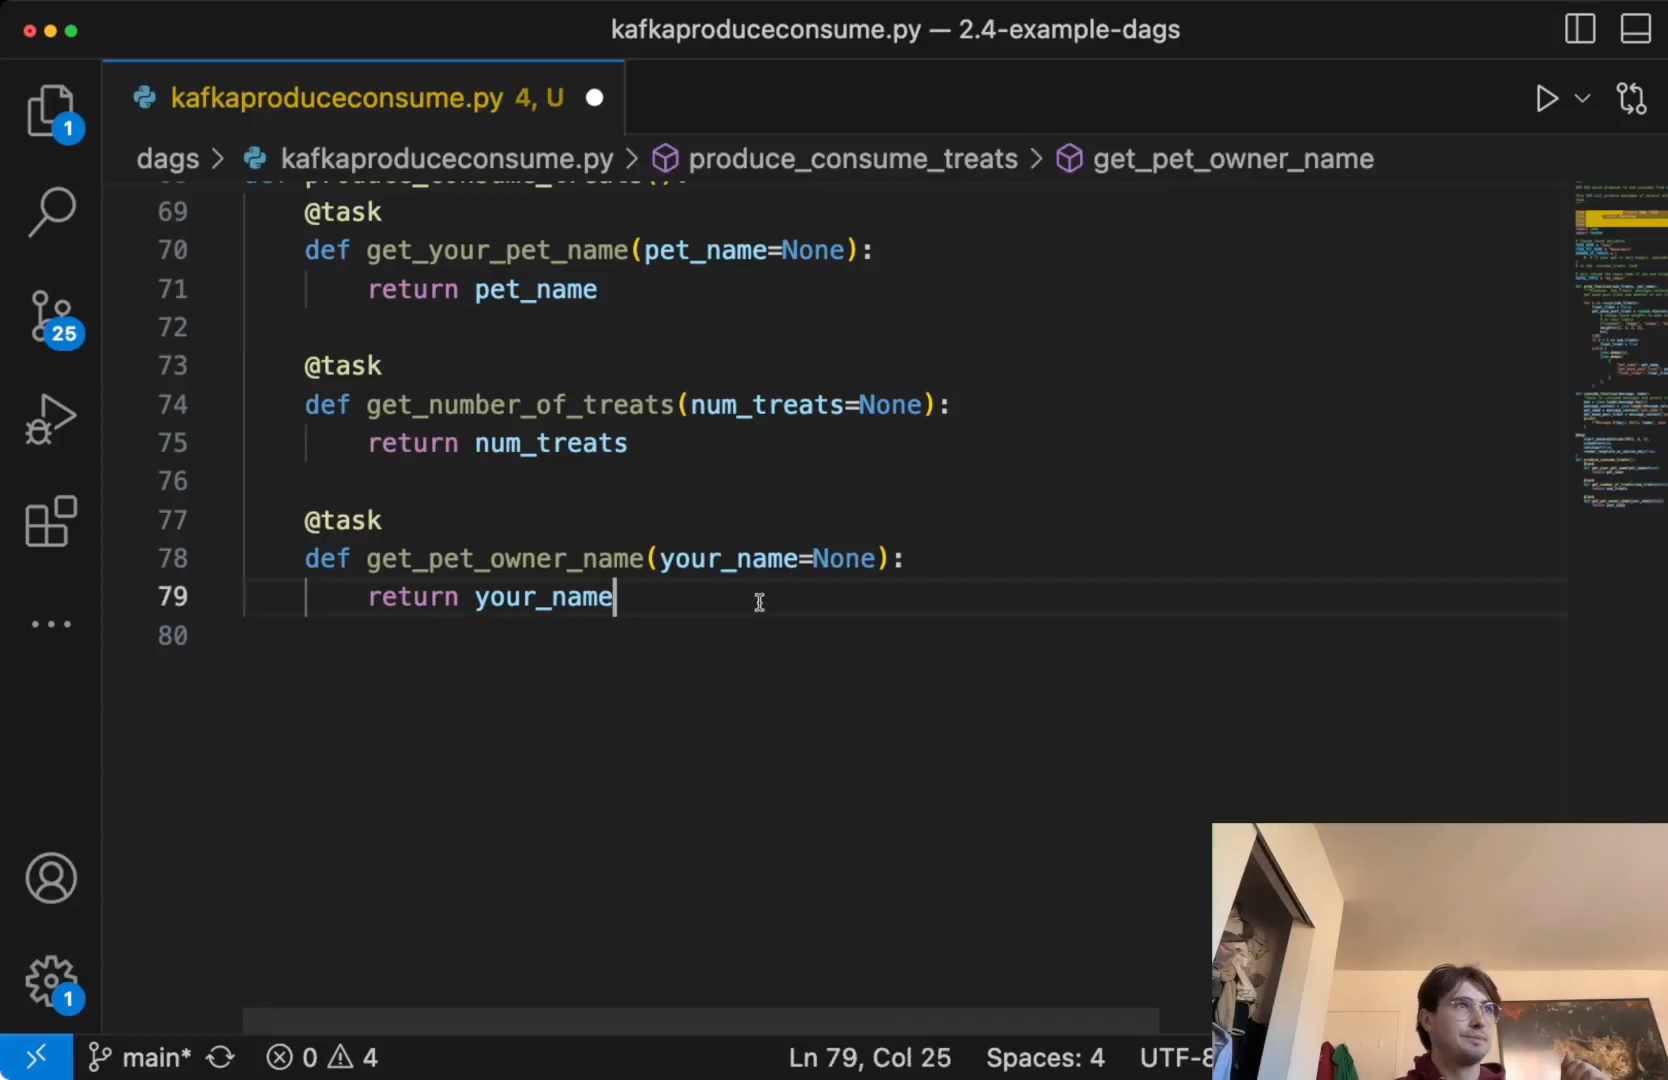 kafkaproduceconsume.py — 2.4-example-dags
kafkaproduceconsume.py 4, U
dags > kafkaproduceconsume.py > produce_consume_treats > get_pet_owner_name
1
25
1
69 @task
70 def get_your_pet_name(pet_name=None):
71 return pet_name
72
73 @task
74 def get_number_of_treats(num_treats=None):
75 return num_treats
76
77 @task
78 def get_pet_owner_name(your_name=None):
79 return your_name
80
main* 0 4 Ln 79, Col 25 Spaces: 4 UTF-8